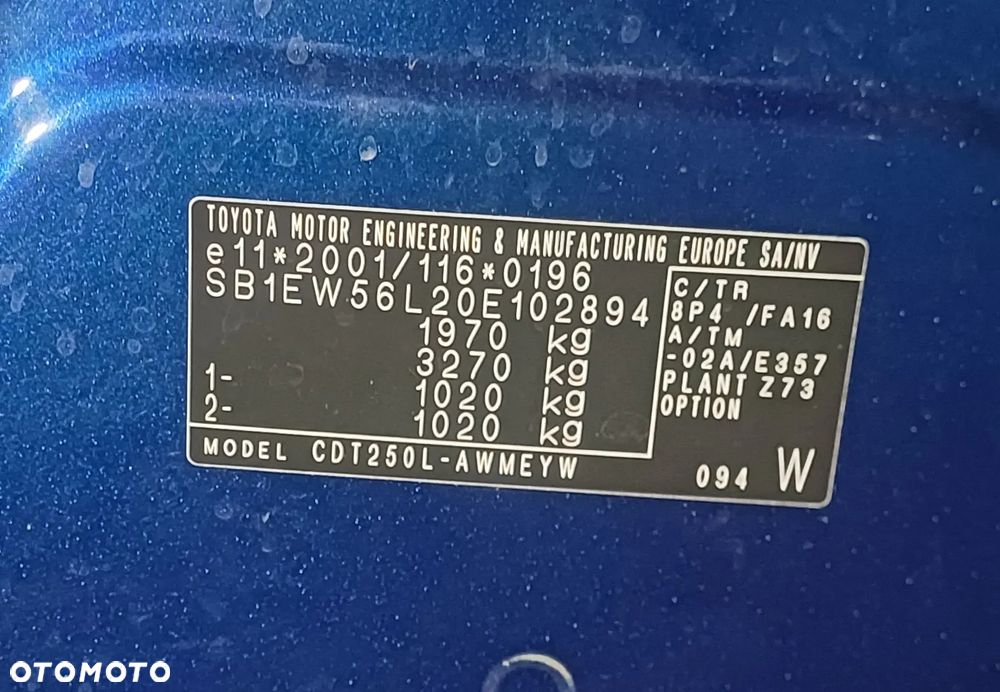 TOYOTA MOTOR ENGINEERING & MANUFACTURING EUROPE SA/NV
e11*2001/116*0196
SB1EW56L20E102894
1970 kg
3270 kg
1- 1020 kg
2- 1020 kg
C/TR
8P4 /FA16
A/TM
-02A/E357
PLANT Z73
OPTION
MODEL CDT250L-AWMEYW
094 W
OTOMOTO